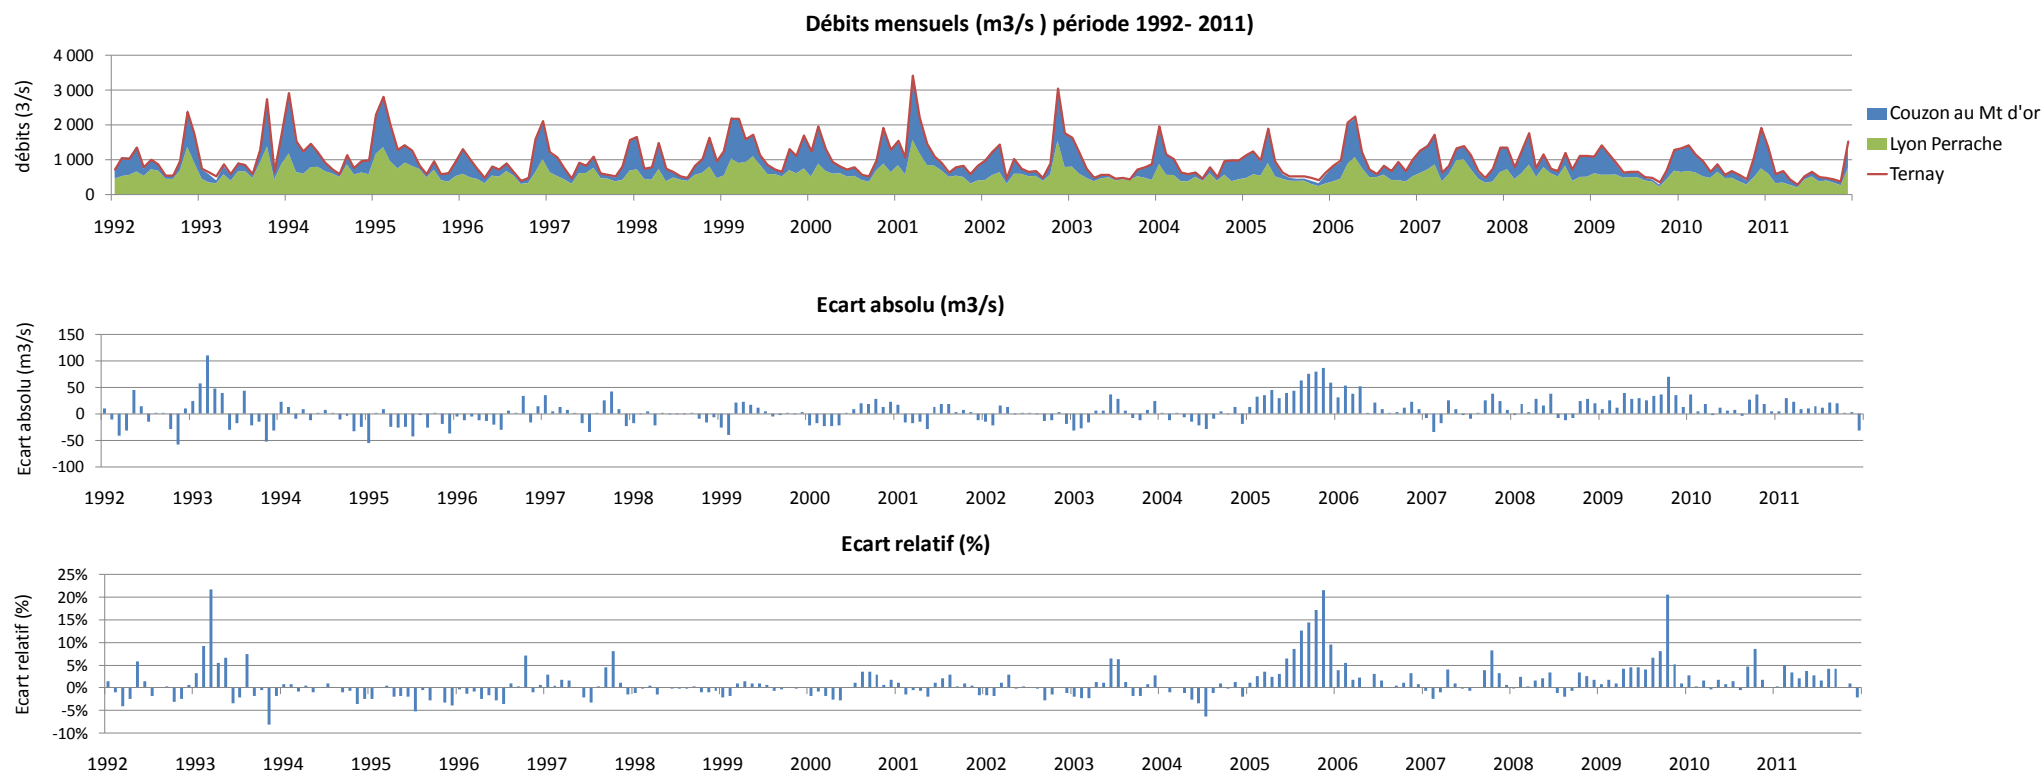 Débits mensuels (m3/s ) période 1992- 2011)
débits (3/s)
4 000
3 000
2 000
1 000
0
1992 1993 1994 1995 1996 1997 1998 1999 2000 2001 2002 2003 2004 2005 2006 2007 2008 2009 2010 2011
Couzon au Mt d'or
Lyon Perrache
Ternay
Ecart absolu (m3/s)
Ecart absolu (m3/s)
150
100
50
0
-50
-100
1992 1993 1994 1995 1996 1997 1998 1999 2000 2001 2002 2003 2004 2005 2006 2007 2008 2009 2010 2011
Ecart relatif (%)
Ecart relatif (%)
25%
20%
15%
10%
5%
0%
-5%
-10%
1992 1993 1994 1995 1996 1997 1998 1999 2000 2001 2002 2003 2004 2005 2006 2007 2008 2009 2010 2011